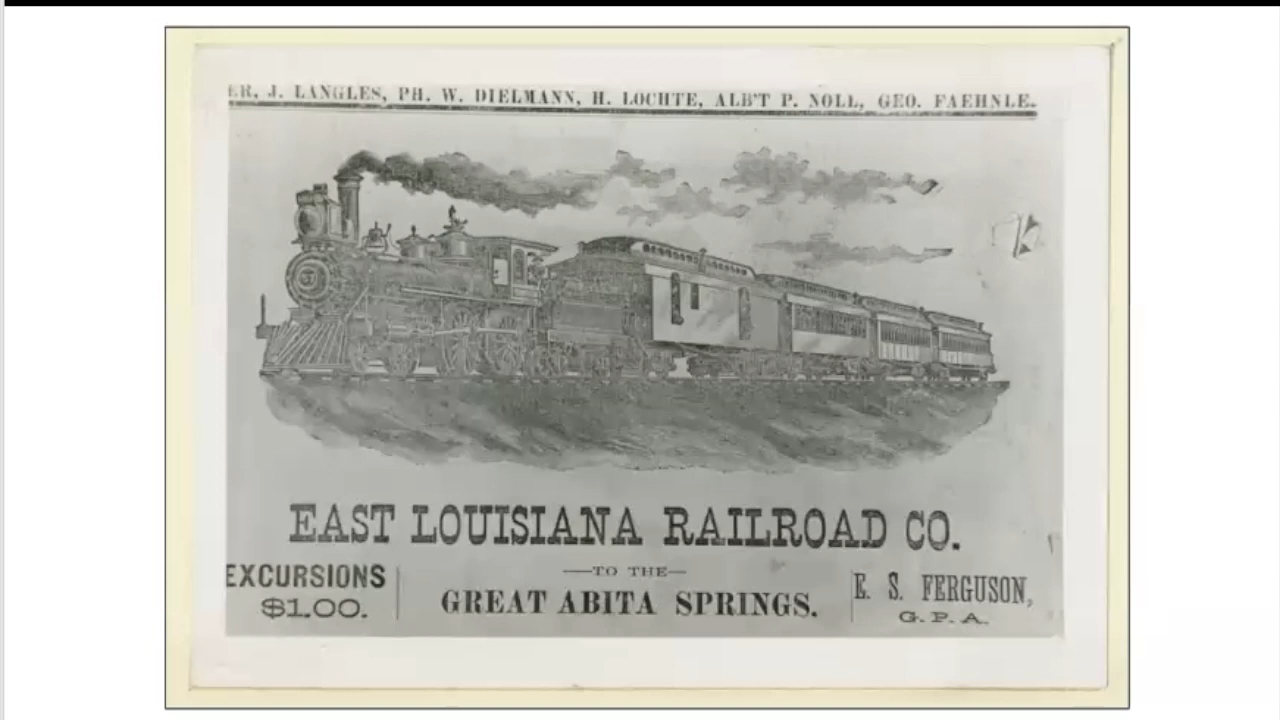 ER, J. LANGLES, PH. W. DIELMANN, H. LOCHTE, ALB'T P. NOLL, GEO. FAEHNLE.
EAST LOUISIANA RAILROAD CO.
EXCURSIONS
$1.00.
—TO THE—
GREAT ABITA SPRINGS.
E. S. FERGUSON,
G. P. A.